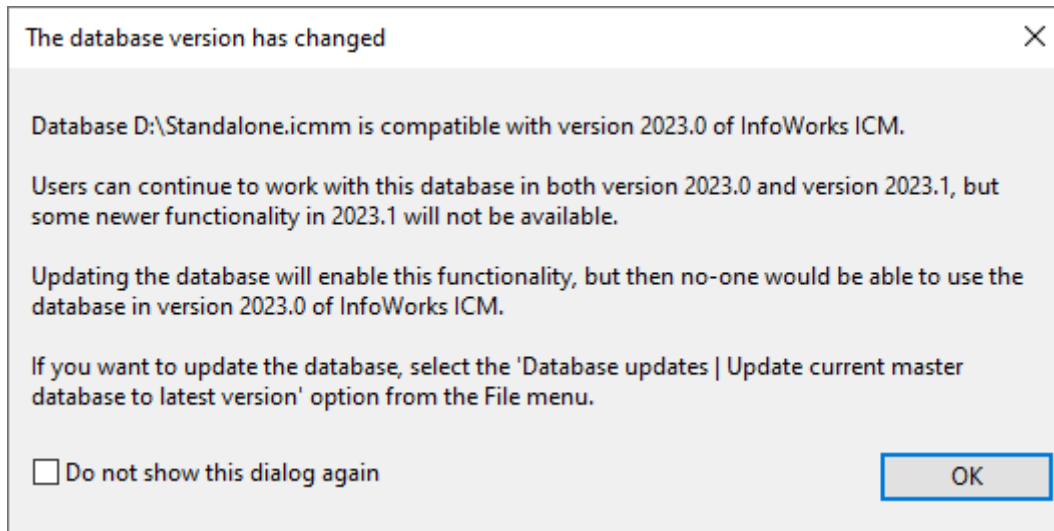 The database version has changed
Database D:\Standalone.icmm is compatible with version 2023.0 of InfoWorks ICM.
Users can continue to work with this database in both version 2023.0 and version 2023.1, but
some newer functionality in 2023.1 will not be available.
Updating the database will enable this functionality, but then no-one would be able to use the
database in version 2023.0 of InfoWorks ICM.
If you want to update the database, select the 'Database updates | Update current master
database to latest version' option from the File menu.
Do not show this dialog again
OK